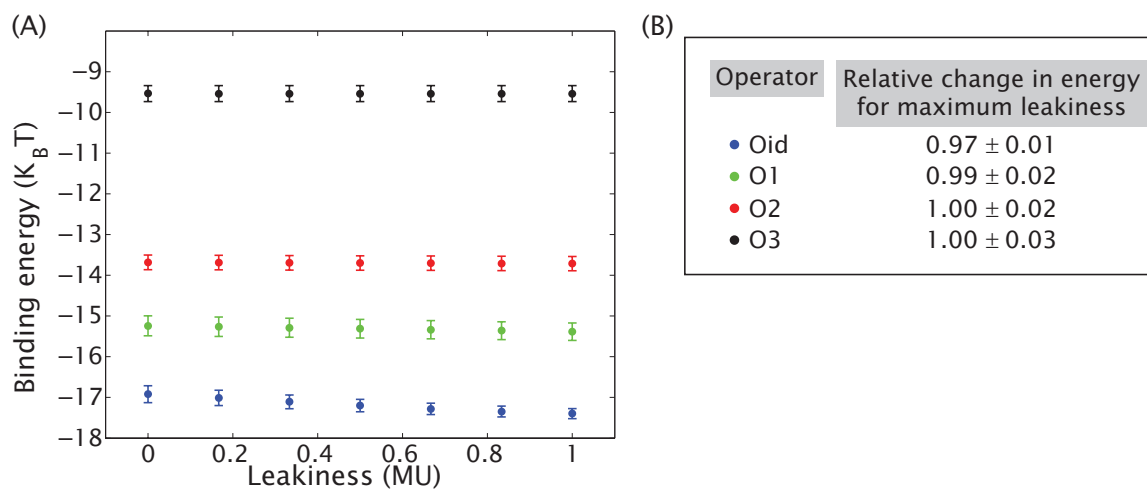 (A)
Binding energy (K_BT)
−9
−10
−11
−12
−13
−14
−15
−16
−17
−18
0 0.2 0.4 0.6 0.8 1
Leakiness (MU)
(B)
Operator Relative change in energy
for maximum leakiness
Oid 0.97 ± 0.01
O1 0.99 ± 0.02
O2 1.00 ± 0.02
O3 1.00 ± 0.03